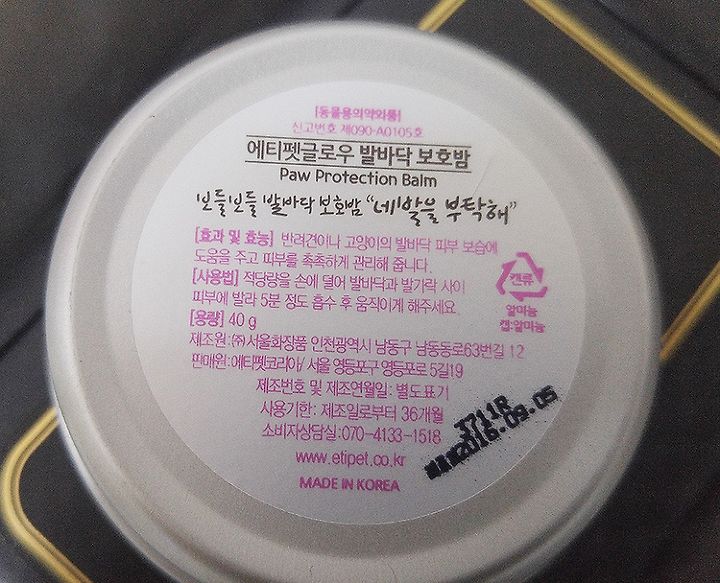 [동물용의약외품]
신고번호 제090-A0105호
에티펫글로우 발바닥 보호밤
Paw Protection Balm
보들보들 발바닥 보호밤 “네발을 부탁해”
[효과 및 효능] 반려견이나 고양이의 발바닥 피부 보습에
도움을 주고 피부를 촉촉하게 관리해 줍니다.
[사용법] 적당량을 손에 덜어 발바닥과 발가락 사이
피부에 발라 5분 정도 흡수 후 움직이게 해주세요.
[용량] 40 g
캔류
알미늄
캡:알미늄
제조원:㈜서울화장품 인천광역시 남동구 남동동로63번길 12
판매원:에티펫코리아/ 서울 영등포구 영등포로 5길19
제조번호 및 제조연월일: 별도표기
사용기한: 제조일로부터 36개월
소비자상담실:070-4133-1518
www.etipet.co.kr
MADE IN KOREA
2016.09.05